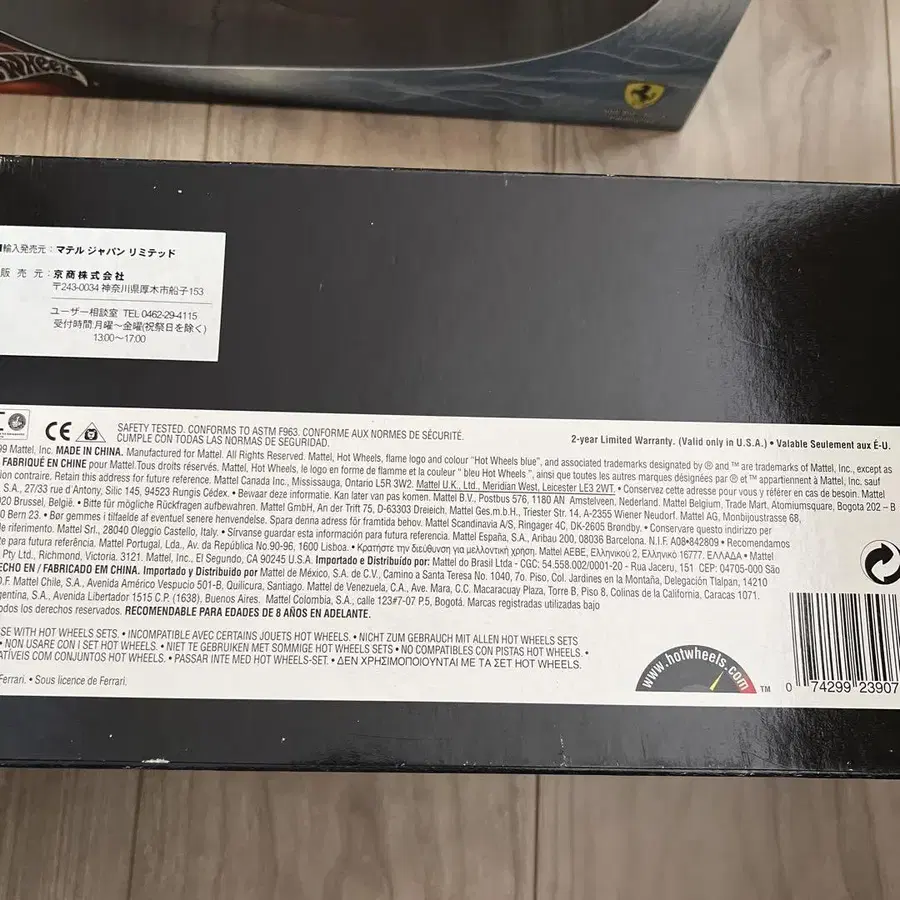 Wheels
輸入発売元：マテル ジャパン リミテッド
販 売 元：京商株式会社
〒243-0034 神奈川県厚木市船子153
ユーザー相談室 TEL 0462-29-4115
受付時間:月曜～金曜(祝祭日を除く)
13:00～17:00
CE
SAFETY TESTED. CONFORMS TO ASTM F963. CONFORME AUX NORMES DE SÉCURITÉ.
CUMPLE CON TODAS LAS NORMAS DE SEGURIDAD.
2-year Limited Warranty. (Valid only in U.S.A.) • Valable Seulement aux É-U.
99 Mattel, Inc. MADE IN CHINA. Manufactured for Mattel. All Rights Reserved. Mattel, Hot Wheels, flame logo and colour "Hot Wheels blue", and associated trademarks designated by ® and ™ are trademarks of Mattel, Inc., except as
FABRIQUÉ EN CHINE pour Mattel.Tous droits réservés. Mattel, Hot Wheels, le logo en forme de flamme et la couleur " bleu Hot Wheels ", ainsi que toutes les autres marques désignées par ® et ™ appartiennent à Mattel, Inc. sauf
contraire. Retain this address for future reference. Mattel Canada Inc., Mississauga, Ontario L5R 3W2. Mattel U.K. Ltd., Meridian West, Leicester LE3 2WT. • Conservez cette adresse pour vous y référer en cas de besoin. Mattel
S.A., 27/33 rue d'Antony, Silic 145, 94523 Rungis Cédex. • Bewaar deze informatie. Kan later van pas komen. Mattel B.V., Postbus 576, 1180 AN Amstelveen, Nederland. Mattel Belgium, Trade Mart, Atomiumsquare, Bogota 202 – B
020 Brussel, België. • Bitte für mögliche Rückfragen aufbewahren. Mattel GmbH, An der Trift 75, D-63303 Dreieich. Mattel Ges.m.b.H., Triester Str. 14, A-2355 Wiener Neudorf. Mattel AG, Monbijoustrasse 68,
0 Bern 23. • Bør gemmes i tilfælde af eventuel senere henvendelse. Spara denna adress för framtida behov. Mattel Scandinavia A/S, Ringager 4C, DK-2605 Brøndby. • Conservare questo indirizzo per
riferimento. Mattel Srl., 28040 Oleggio Castello, Italy. • Sírvanse guardar esta información para futura referencia. Mattel España, S.A., Aribau 200, 08036 Barcelona. N.I.F. A08•842809 • Recomendamos
para futura referência. Mattel Portugal, Lda., Av. da República No.90-96, 1600 Lisboa. • Κρατήστε την διεύθυνση για μελλοντική χρήση. Mattel ΑΕΒΕ, Ελληνικού 2, Ελληνικό 16777. ΕΛΛΑΔΑ • Mattel
Pty Ltd., Richmond, Victoria. 3121. Mattel, Inc., El Segundo, CA 90245 U.S.A. Importado e Distribuído por: Mattel do Brasil Ltda - CGC: 54.558.002/0001-20 - Rua Jaceru, 151 CEP: 04705-000 São
HECHO EN / FABRICADO EM CHINA. Importado y Distribuido por Mattel de México, S.A. de C.V., Camino a Santa Teresa No. 1040, 7o. Piso, Col. Jardines en la Montaña, Delegación Tlalpan, 14210
D.F. Mattel Chile, S.A., Avenida Américo Vespucio 501-B, Quilicura, Santiago. Mattel de Venezuela, C.A., Ave. Mara, C.C. Macaracuay Plaza, Torre B, Piso 8, Colinas de la California, Caracas 1071.
Argentina, S.A., Avenida Libertador 1515 C.P. (1638), Buenos Aires. Mattel Colombia, S.A., calle 123#7-07 P.5, Bogotá. Marcas registradas utilizadas bajo
los derechos reservados. RECOMENDABLE PARA EDADES DE 8 AÑOS EN ADELANTE.
USE WITH HOT WHEELS SETS. • INCOMPATIBLE AVEC CERTAINS JOUETS HOT WHEELS. • NICHT ZUM GEBRAUCH MIT ALLEN HOT WHEELS SETS
• NON USARE CON I SET HOT WHEELS. • NIET TE GEBRUIKEN MET SOMMIGE HOT WHEELS SETS • NO COMPATIBLES CON PISTAS HOT WHEELS. •
ATÍVEIS COM CONJUNTOS HOT WHEELS. • PASSAR INTE MED HOT WHEELS-SET. • ΔΕΝ ΧΡΗΣΙΜΟΠΟΙΟΥΝΤΑΙ ΜΕ ΤΑ ΣΕΤ HOT WHEELS.
Ferrari. • Sous licence de Ferrari.
www.hotwheels.com
TM
0 74299 23907